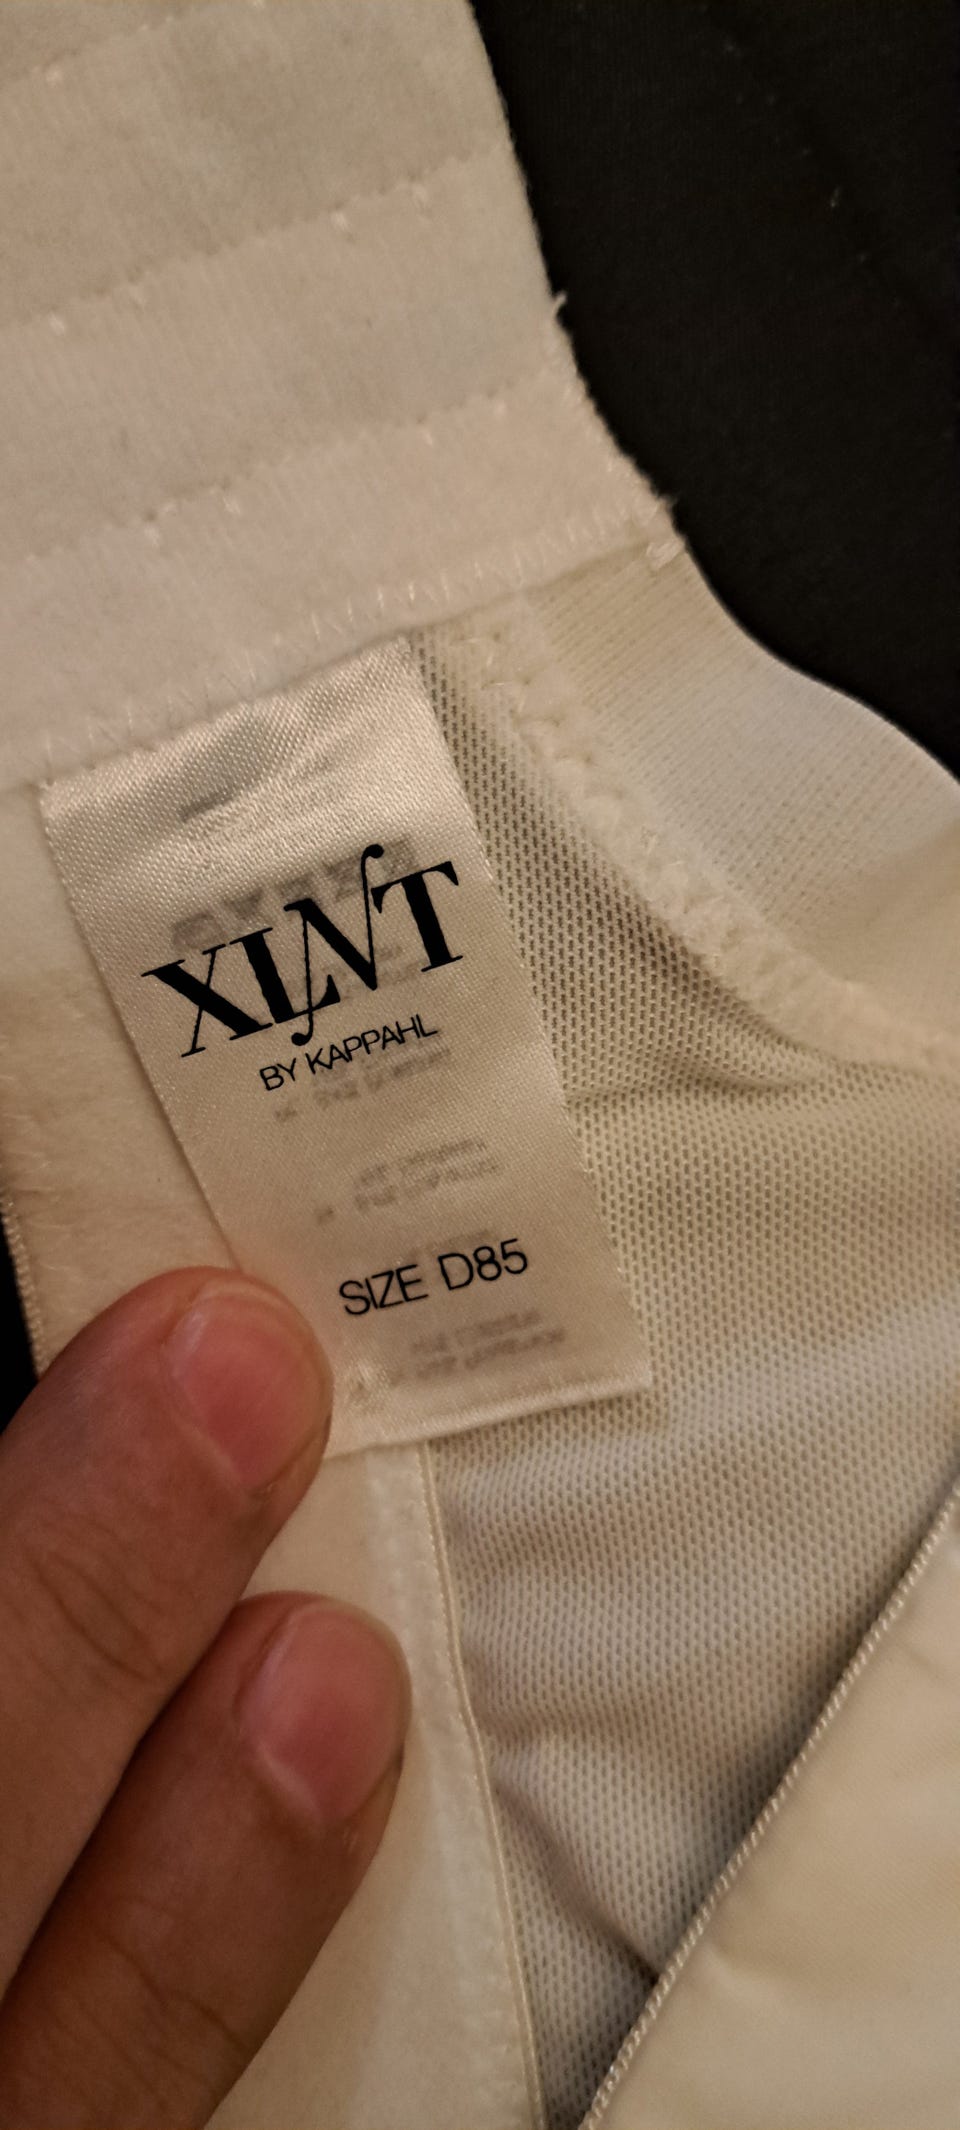 XLNT
BY KAPPAHL
SIZE D85